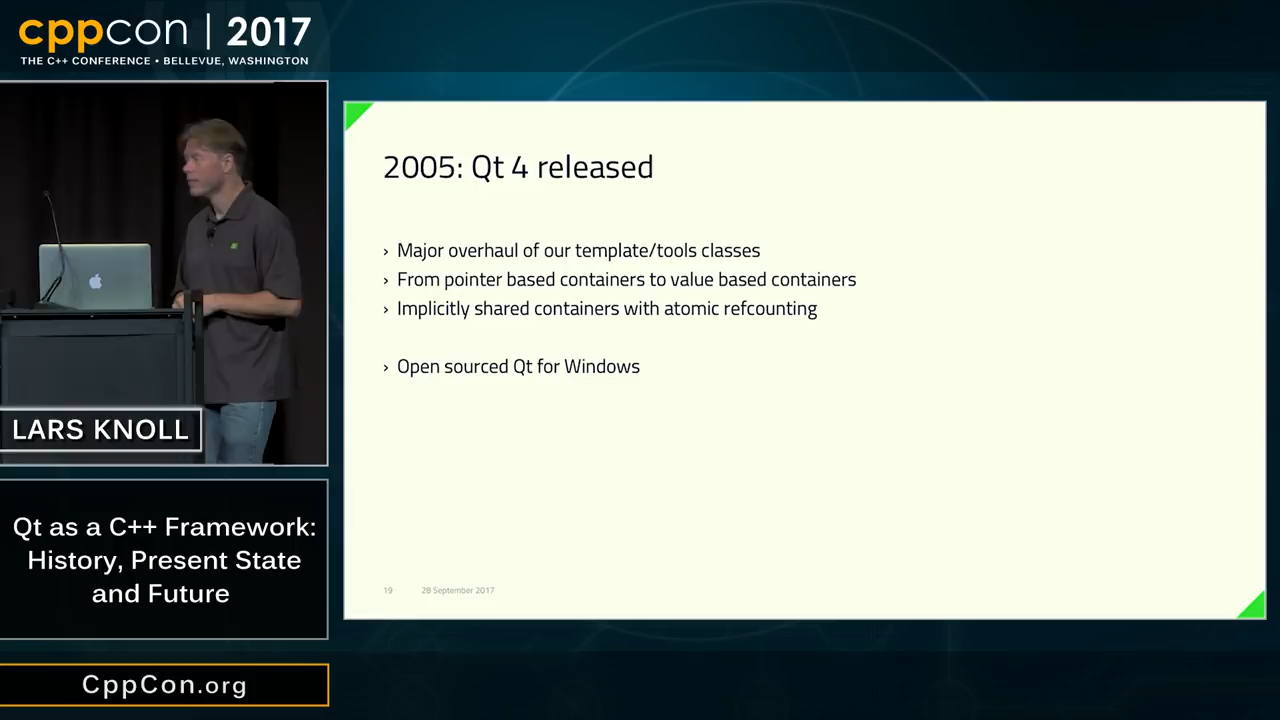 cppcon | 2017
THE C++ CONFERENCE • BELLEVUE, WASHINGTON
LARS KNOLL
Qt as a C++ Framework:
History, Present State
and Future
CppCon.org
2005: Qt 4 released
› Major overhaul of our template/tools classes
› From pointer based containers to value based containers
› Implicitly shared containers with atomic refcounting
› Open sourced Qt for Windows
19 28 September 2017